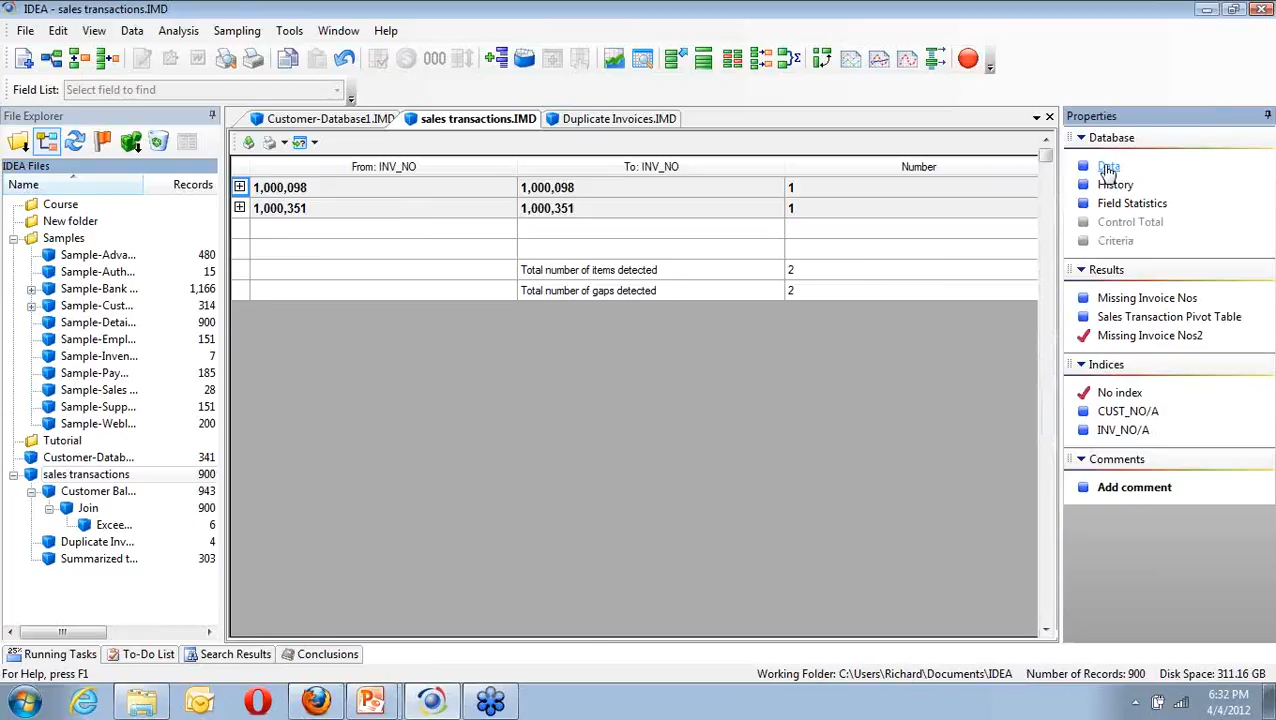 IDEA - sales transactions.IMD
File Edit View Data Analysis Sampling Tools Window Help
000
Field List: Select field to find
File Explorer
IDEA Files
Name Records
Course
New folder
Samples
Sample-Adva... 480
Sample-Auth... 15
Sample-Bank ... 1,166
Sample-Cust... 314
Sample-Detai... 900
Sample-Empl... 151
Sample-Inven... 7
Sample-Pay... 185
Sample-Sales ... 28
Sample-Supp... 151
Sample-Webl... 200
Tutorial
Customer-Datab... 341
sales transactions 900
Customer Bal... 943
Join 900
Excee... 6
Duplicate Inv... 4
Summarized t... 303
Customer-Database1.IMD sales transactions.IMD Duplicate Invoices.IMD
From: INV_NO To: INV_NO Number
1,000,098 1,000,098 1
1,000,351 1,000,351 1
Total number of items detected 2
Total number of gaps detected 2
Properties
Database
Data
History
Field Statistics
Control Total
Criteria
Results
Missing Invoice Nos
Sales Transaction Pivot Table
Missing Invoice Nos2
Indices
No index
CUST_NO/A
INV_NO/A
Comments
Add comment
Running Tasks To-Do List Search Results Conclusions
For Help, press F1 Working Folder: C:\Users\Richard\Documents\IDEA Number of Records: 900 Disk Space: 311.16 GB
6:32 PM
4/4/2012